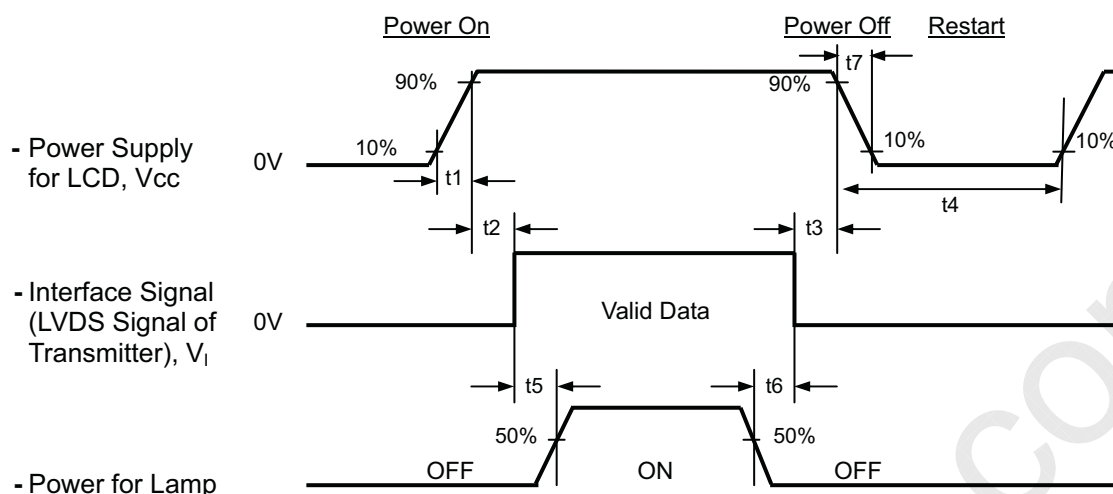 Power On
Power Off
Restart
90%
90%
t7
10%
10%
10%
- Power Supply
for LCD, Vcc
0V
t1
t4
t2
t3
- Interface Signal
(LVDS Signal of
Transmitter), VI
0V
Valid Data
t5
t6
50%
50%
- Power for Lamp
OFF
ON
OFF